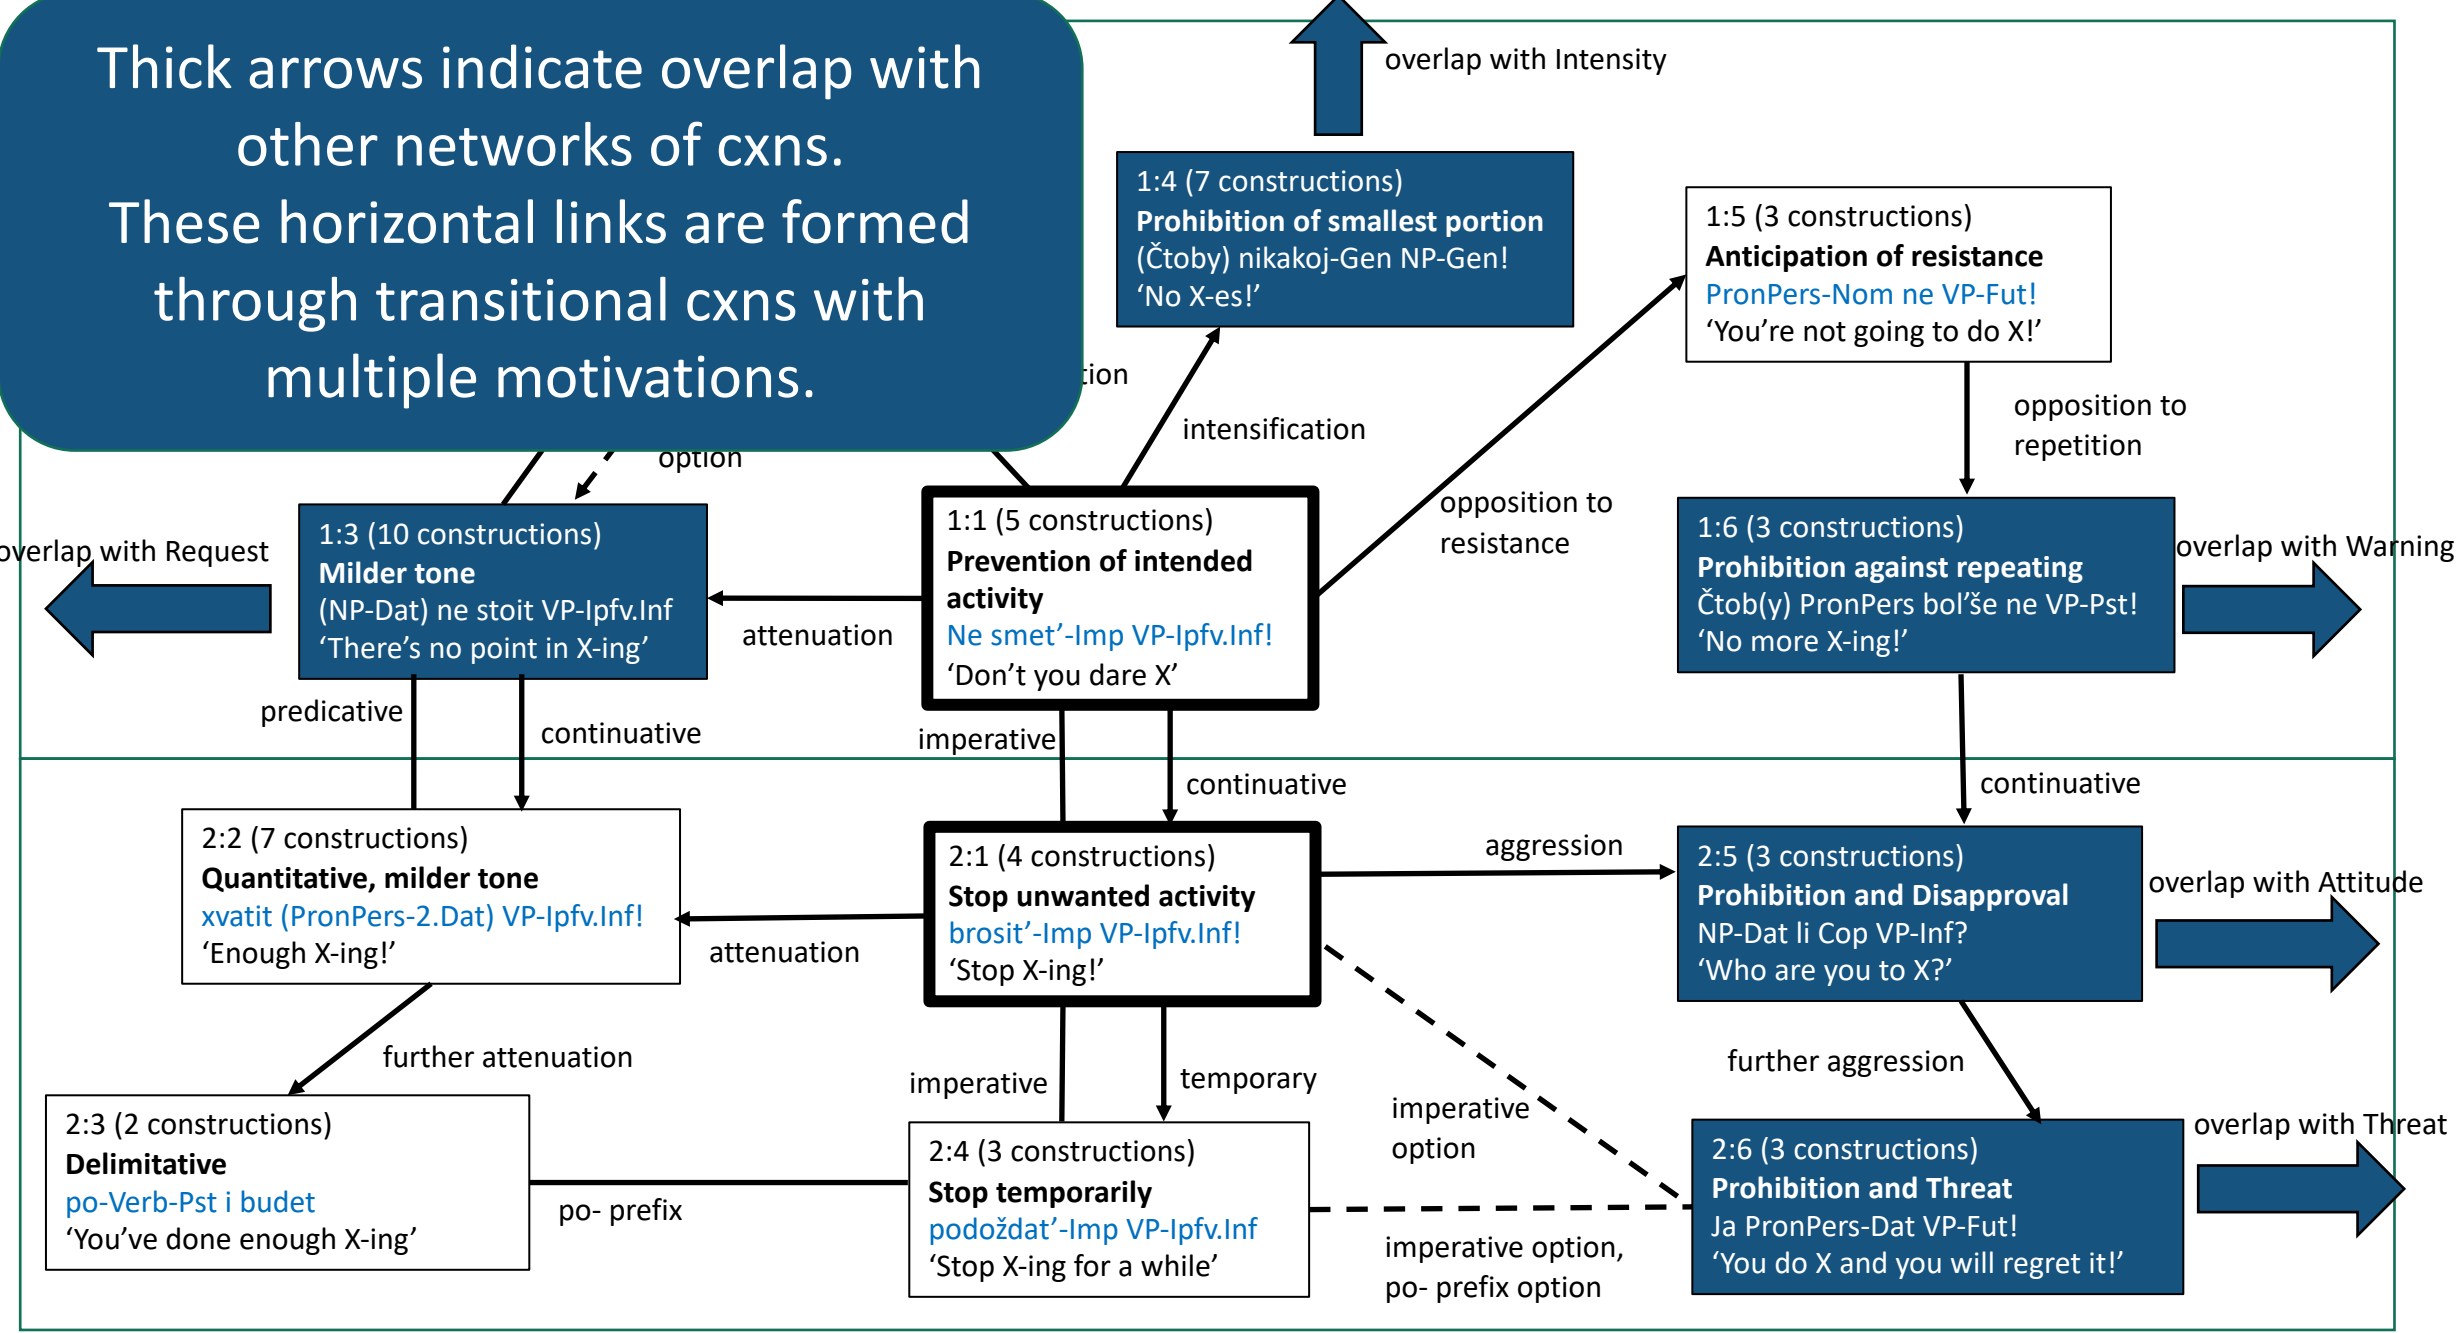 Thick arrows indicate overlap with
other networks of cxns.
These horizontal links are formed
through transitional cxns with
multiple motivations.
overlap with Intensity
1:4 (7 constructions)
Prohibition of smallest portion
(Čtoby) nikakoj-Gen NP-Gen!
‘No X-es!’
1:5 (3 constructions)
Anticipation of resistance
PronPers-Nom ne VP-Fut!
‘You’re not going to do X!’
tion
intensification
option
opposition to
repetition
opposition to
resistance
overlap with Request
1:3 (10 constructions)
Milder tone
(NP-Dat) ne stoit VP-Ipfv.Inf
‘There’s no point in X-ing’
attenuation
1:1 (5 constructions)
Prevention of intended
activity
Ne smet’-Imp VP-Ipfv.Inf!
‘Don’t you dare X’
1:6 (3 constructions)
Prohibition against repeating
Čtob(y) PronPers bol’še ne VP-Pst!
‘No more X-ing!’
overlap with Warning
predicative
continuative
imperative
continuative
continuative
2:2 (7 constructions)
Quantitative, milder tone
xvatit (PronPers-2.Dat) VP-Ipfv.Inf!
‘Enough X-ing!’
attenuation
2:1 (4 constructions)
Stop unwanted activity
brosit’-Imp VP-Ipfv.Inf!
‘Stop X-ing!’
aggression
2:5 (3 constructions)
Prohibition and Disapproval
NP-Dat li Cop VP-Inf?
‘Who are you to X?’
overlap with Attitude
further attenuation
imperative
temporary
imperative
option
further aggression
2:3 (2 constructions)
Delimitative
po-Verb-Pst i budet
‘You’ve done enough X-ing’
po- prefix
2:4 (3 constructions)
Stop temporarily
podoždat’-Imp VP-Ipfv.Inf
‘Stop X-ing for a while’
imperative option,
po- prefix option
2:6 (3 constructions)
Prohibition and Threat
Ja PronPers-Dat VP-Fut!
‘You do X and you will regret it!’
overlap with Threat